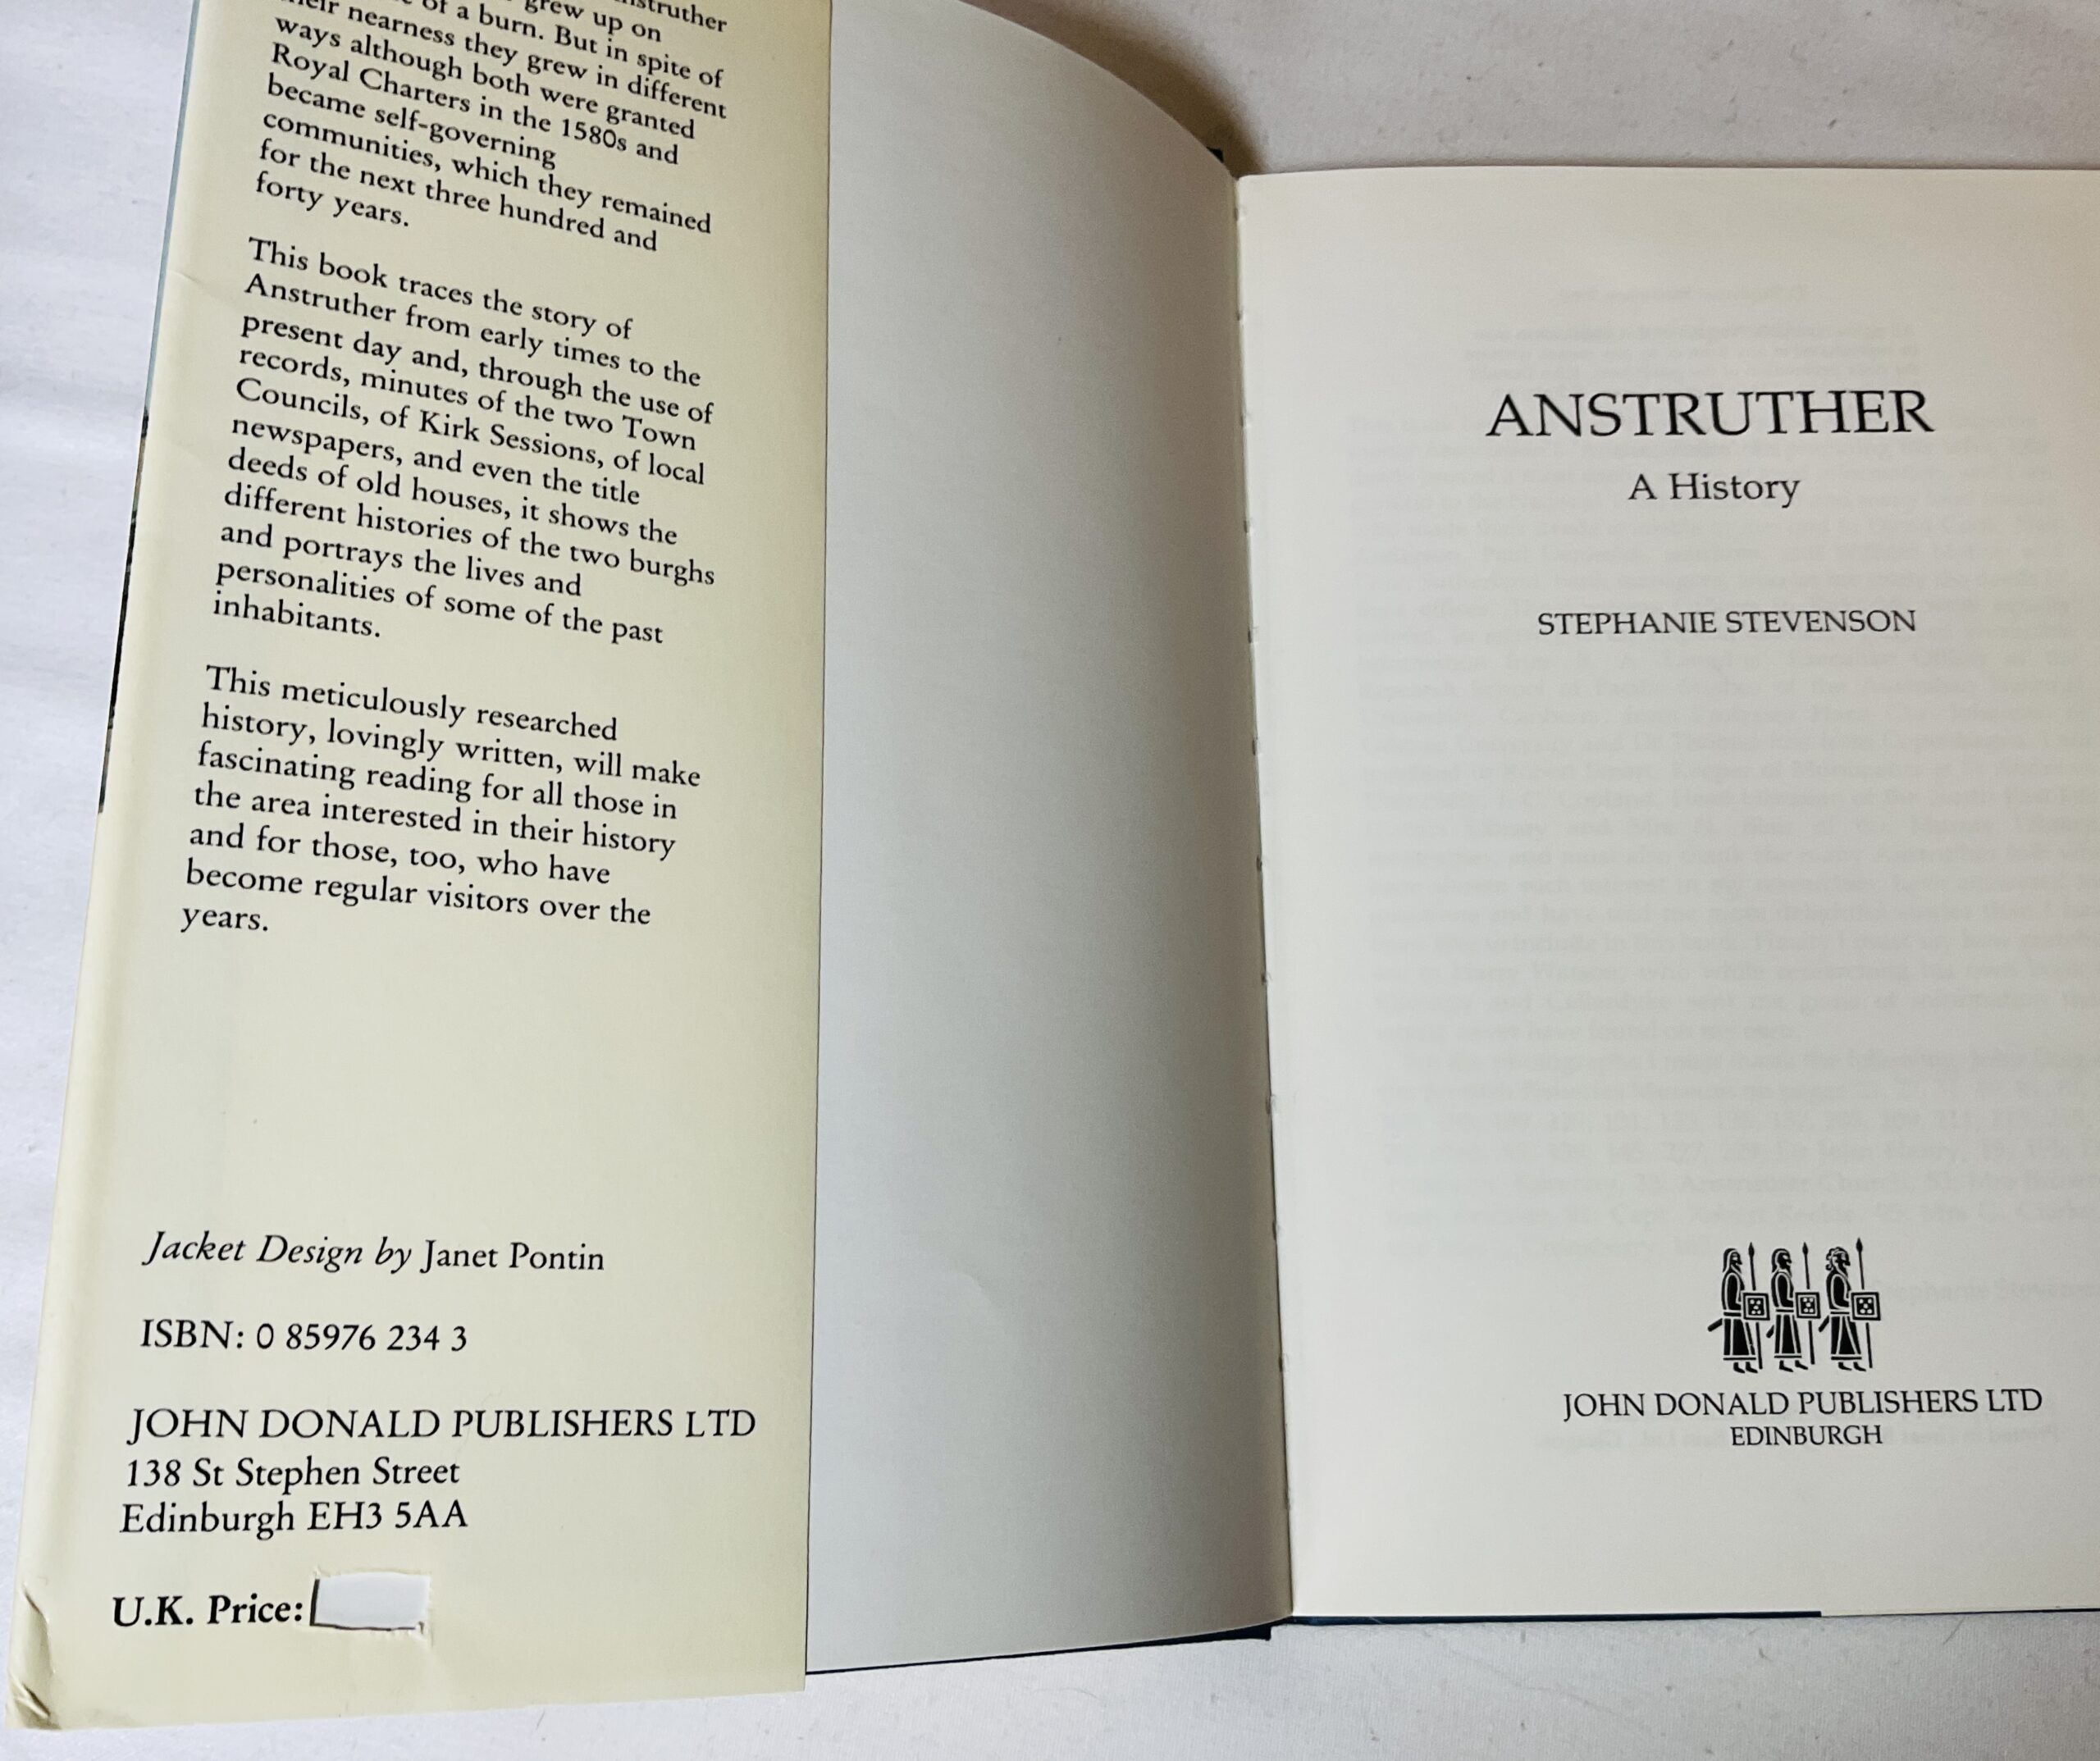 struther
grew up on
of a burn. But in spite of
their nearness they grew in different
ways although both were granted
Royal Charters in the 1580s and
became self-governing
communities, which they remained
for the next three hundred and
forty years.
This book traces the story of
Anstruther from early times to the
present day and, through the use of
records, minutes of the two Town
Councils, of Kirk Sessions, of local
newspapers, and even the title
deeds of old houses, it shows the
different histories of the two burghs
and portrays the lives and
personalities of some of the past
inhabitants.
This meticulously researched
history, lovingly written, will make
fascinating reading for all those in
the area interested in their history
and for those, too, who have
become regular visitors over the
years.
Jacket Design by Janet Pontin
ISBN: 0 85976 234 3
JOHN DONALD PUBLISHERS LTD
138 St Stephen Street
Edinburgh EH3 5AA
U.K. Price:
ANSTRUTHER
A History
STEPHANIE STEVENSON
JOHN DONALD PUBLISHERS LTD
EDINBURGH